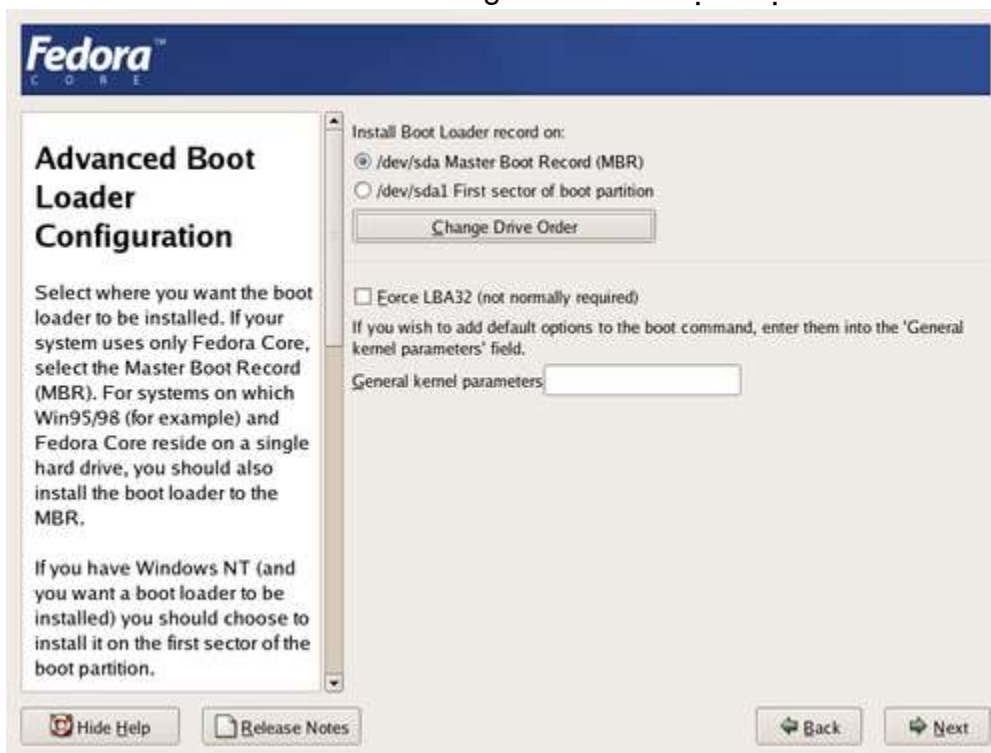 Fedora™
CORE
Advanced Boot
Loader
Configuration
Select where you want the boot
loader to be installed. If your
system uses only Fedora Core,
select the Master Boot Record
(MBR). For systems on which
Win95/98 (for example) and
Fedora Core reside on a single
hard drive, you should also
install the boot loader to the
MBR.
If you have Windows NT (and
you want a boot loader to be
installed) you should choose to
install it on the first sector of the
boot partition.
Install Boot Loader record on:
/dev/sda Master Boot Record (MBR)
/dev/sda1 First sector of boot partition
Change Drive Order
Force LBA32 (not normally required)
If you wish to add default options to the boot command, enter them into the 'General
kernel parameters' field.
General kernel parameters
Hide Help
Release Notes
Back
Next